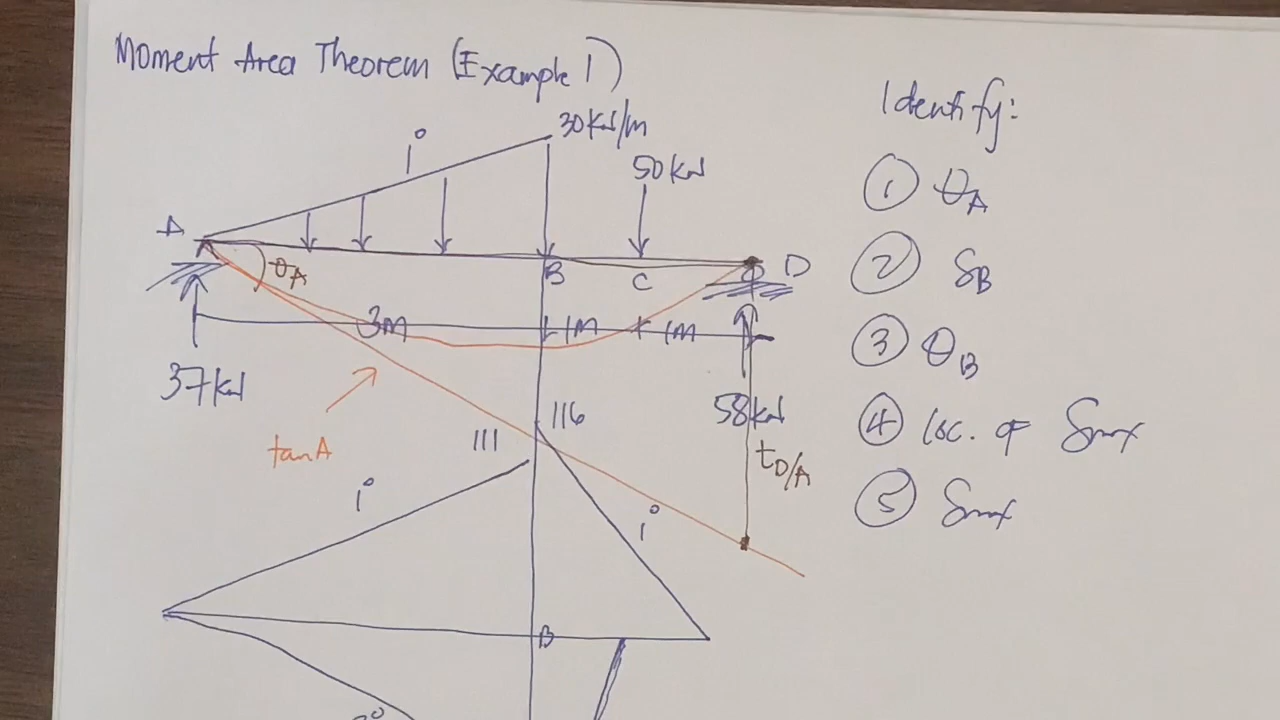 Moment Area Theorem (Example 1)
Identify:
30kN/m
1°
50kN
① θA
A
θA
B
C
D
② δB
3m
1m
1m
③ θB
37kN
58kN
116
111
tanA
tD/A
④ loc. of δmax
1°
1°
⑤ δmax
B
2°